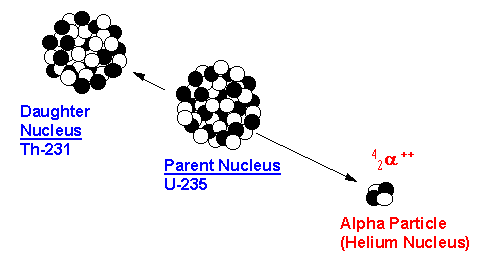 Daughter
Nucleus
Th-231
Parent Nucleus
U-235
4
2 α ++
Alpha Particle
(Helium Nucleus)